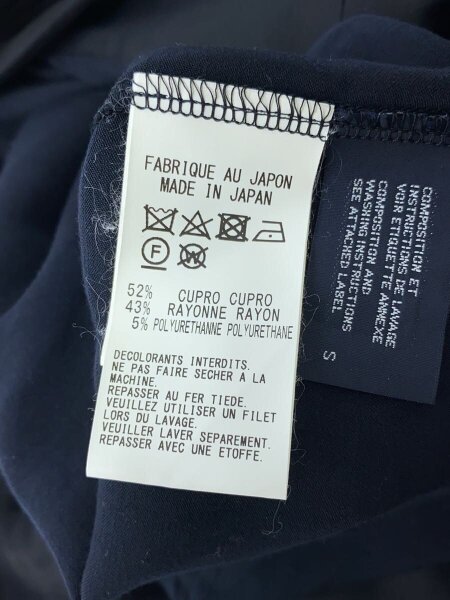 FABRIQUE AU JAPON
MADE IN JAPAN
F
W
52% CUPRO CUPRO
43% RAYONNE RAYON
5% POLYURETHANNE POLYURETHANE
DECOLORANTS INTERDITS.
NE PAS FAIRE SECHER A LA
MACHINE.
REPASSER AU FER TIEDE.
VEUILLEZ UTILISER UN FILET
LORS DU LAVAGE.
VEUILLER LAVER SEPAREMENT.
REPASSER AVEC UNE ETOFFE.
COMPOSITION ET
INSTRUCTIONS DE LAVAGE
VOIR ETIQUETTE ANNEXE
COMPOSITION AND
WASHING INSTRUCTIONS
SEE ATTACHED LABEL
S